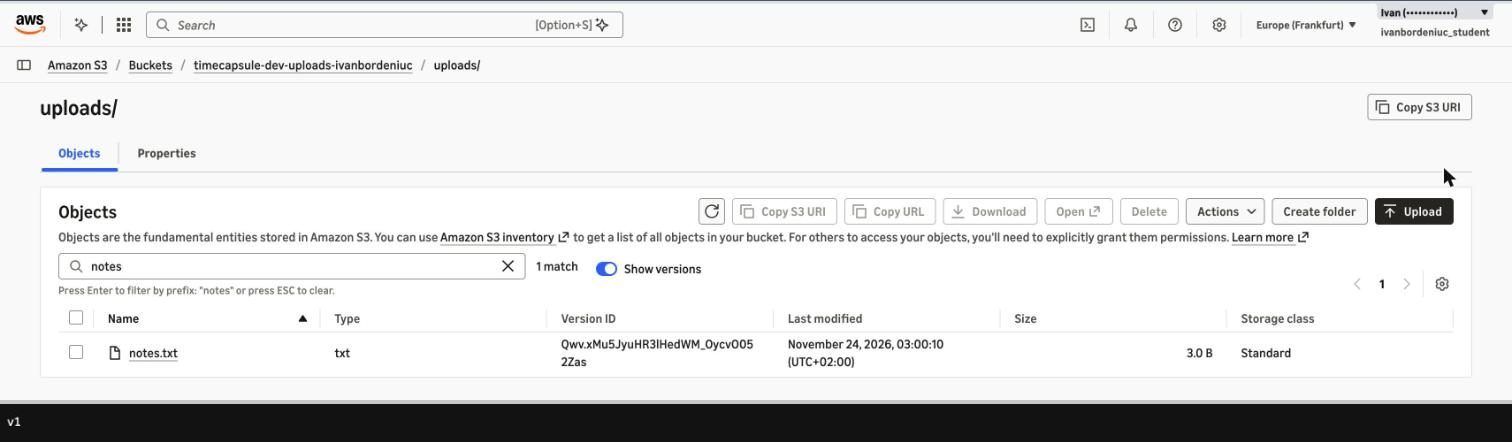 aws
Search [Option+S]
Europe (Frankfurt)
Ivan (············)
ivanbordeniuc_student
Amazon S3 / Buckets / timecapsule-dev-uploads-ivanbordeniuc / uploads/
uploads/
Copy S3 URI
Objects Properties
Objects
Copy S3 URI Copy URL Download Open Delete Actions Create folder Upload
Objects are the fundamental entities stored in Amazon S3. You can use Amazon S3 inventory to get a list of all objects in your bucket. For others to access your objects, you'll need to explicitly grant them permissions. Learn more
notes 1 match Show versions
Press Enter to filter by prefix: "notes" or press ESC to clear.
1
Name Type Version ID Last modified Size Storage class
notes.txt txt Qwv.xMu5JyuHR3IHedWM_OycvO05 November 24, 2026, 03:00:10 3.0 B Standard
2Zas (UTC+02:00)
v1